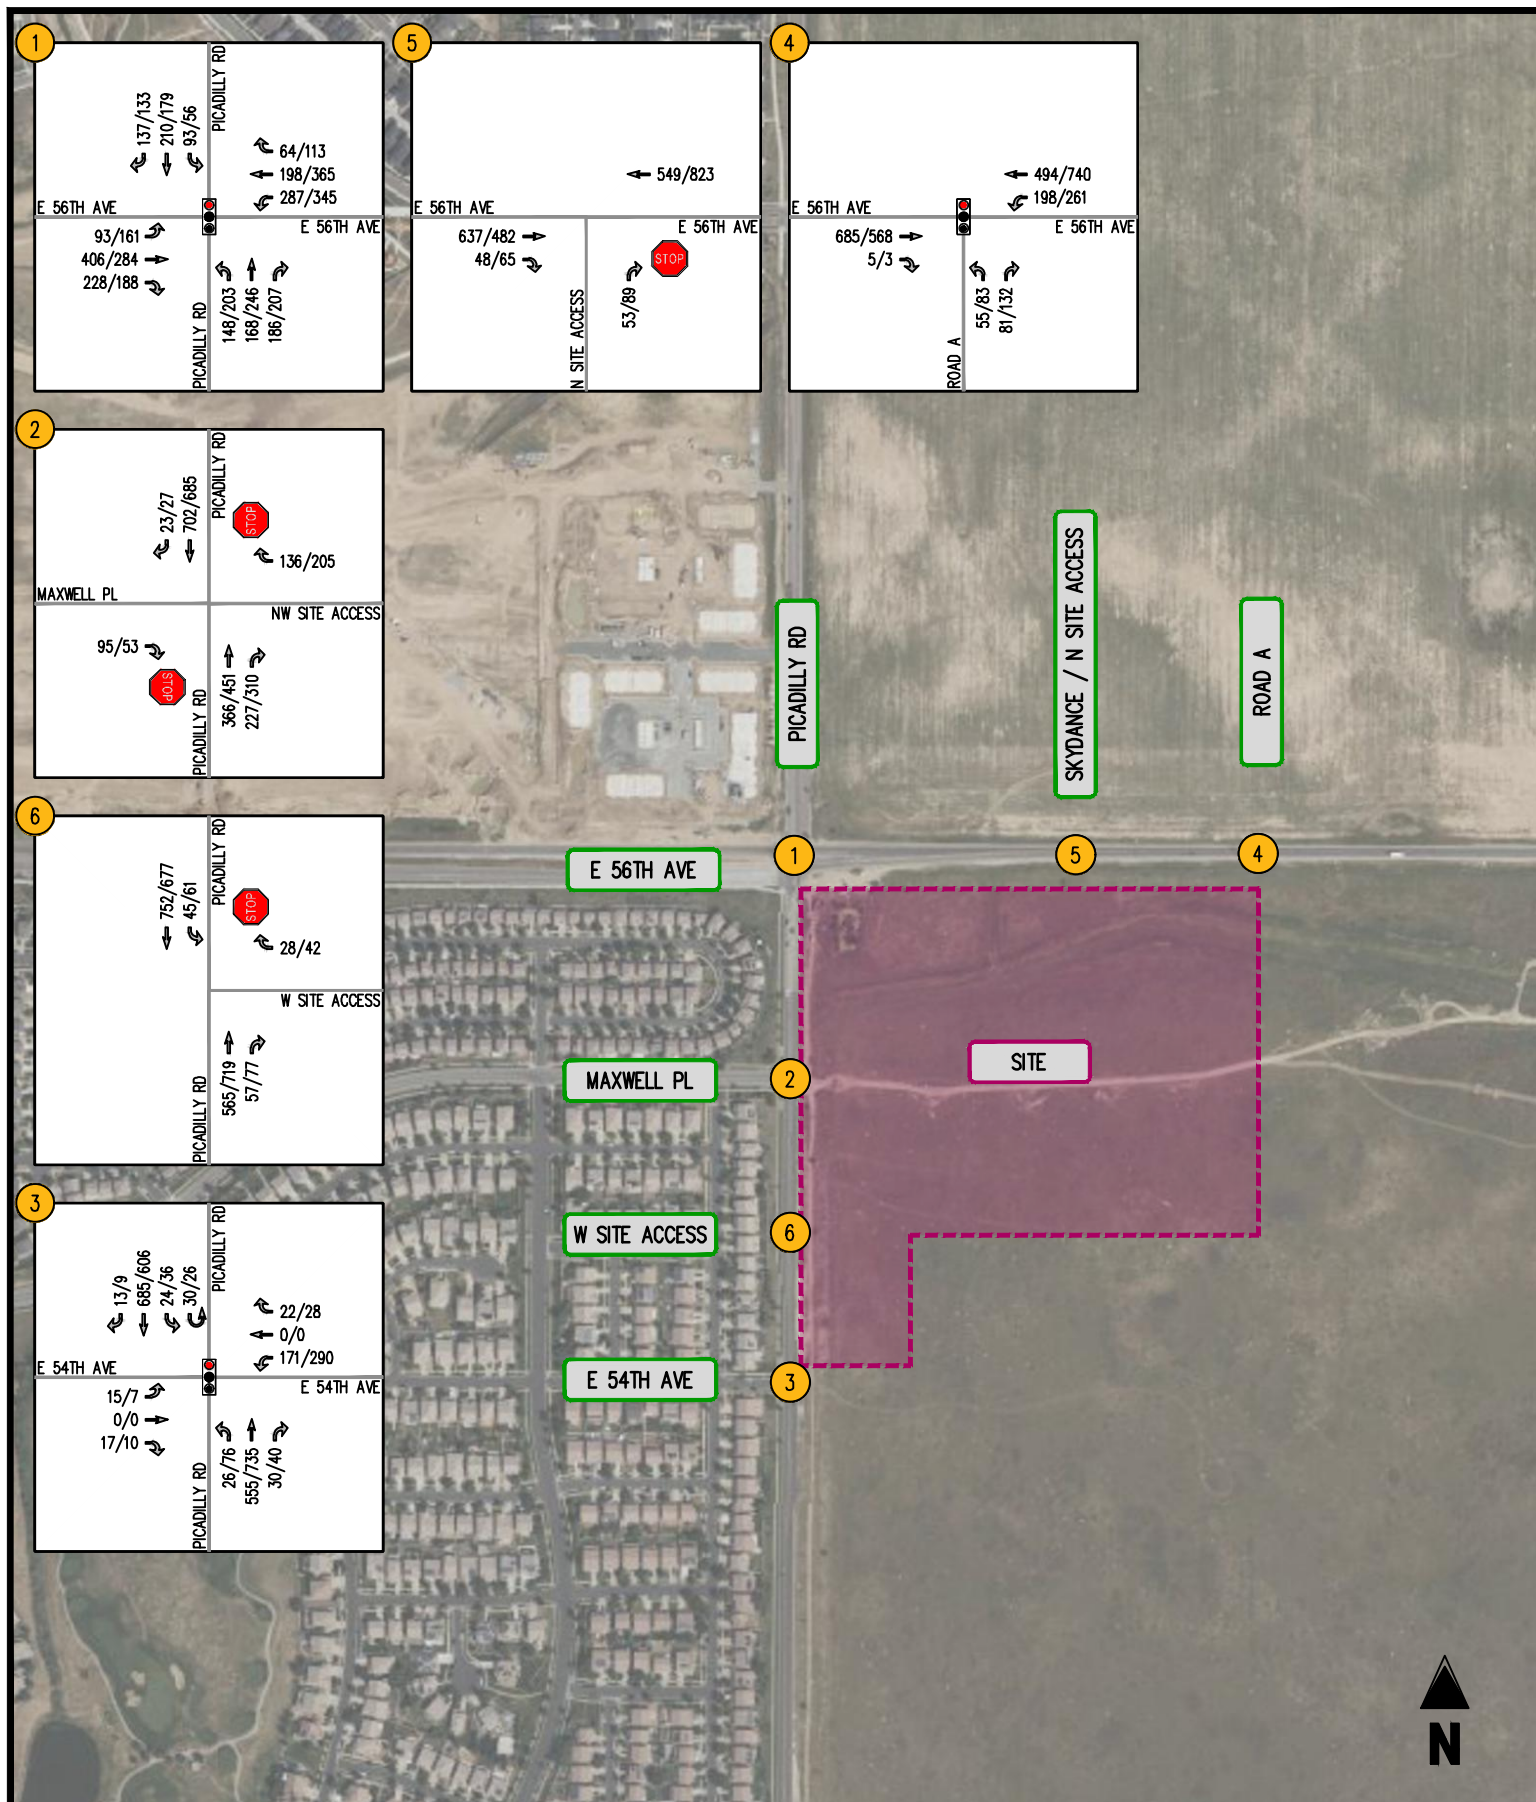 1
PICADILLY RD
137/133
210/179
93/56
64/113
198/365
287/345
E 56TH AVE
E 56TH AVE
93/161
406/284
228/188
148/203
168/246
186/207
PICADILLY RD
5
549/823
E 56TH AVE
E 56TH AVE
637/482
48/65
53/89
STOP
N SITE ACCESS
4
494/740
198/261
E 56TH AVE
E 56TH AVE
685/568
5/3
55/83
81/132
ROAD A
2
PICADILLY RD
23/27
702/685
STOP
136/205
MAXWELL PL
NW SITE ACCESS
95/53
STOP
366/451
227/310
PICADILLY RD
6
PICADILLY RD
752/677
45/61
STOP
28/42
W SITE ACCESS
565/719
57/77
PICADILLY RD
3
PICADILLY RD
13/9
685/606
24/36
30/26
22/28
0/0
171/290
E 54TH AVE
E 54TH AVE
15/7
0/0
17/10
26/76
555/735
30/40
PICADILLY RD
PICADILLY RD
SKYDANCE / N SITE ACCESS
ROAD A
E 56TH AVE
1
5
4
MAXWELL PL
2
SITE
W SITE ACCESS
6
E 54TH AVE
3
N